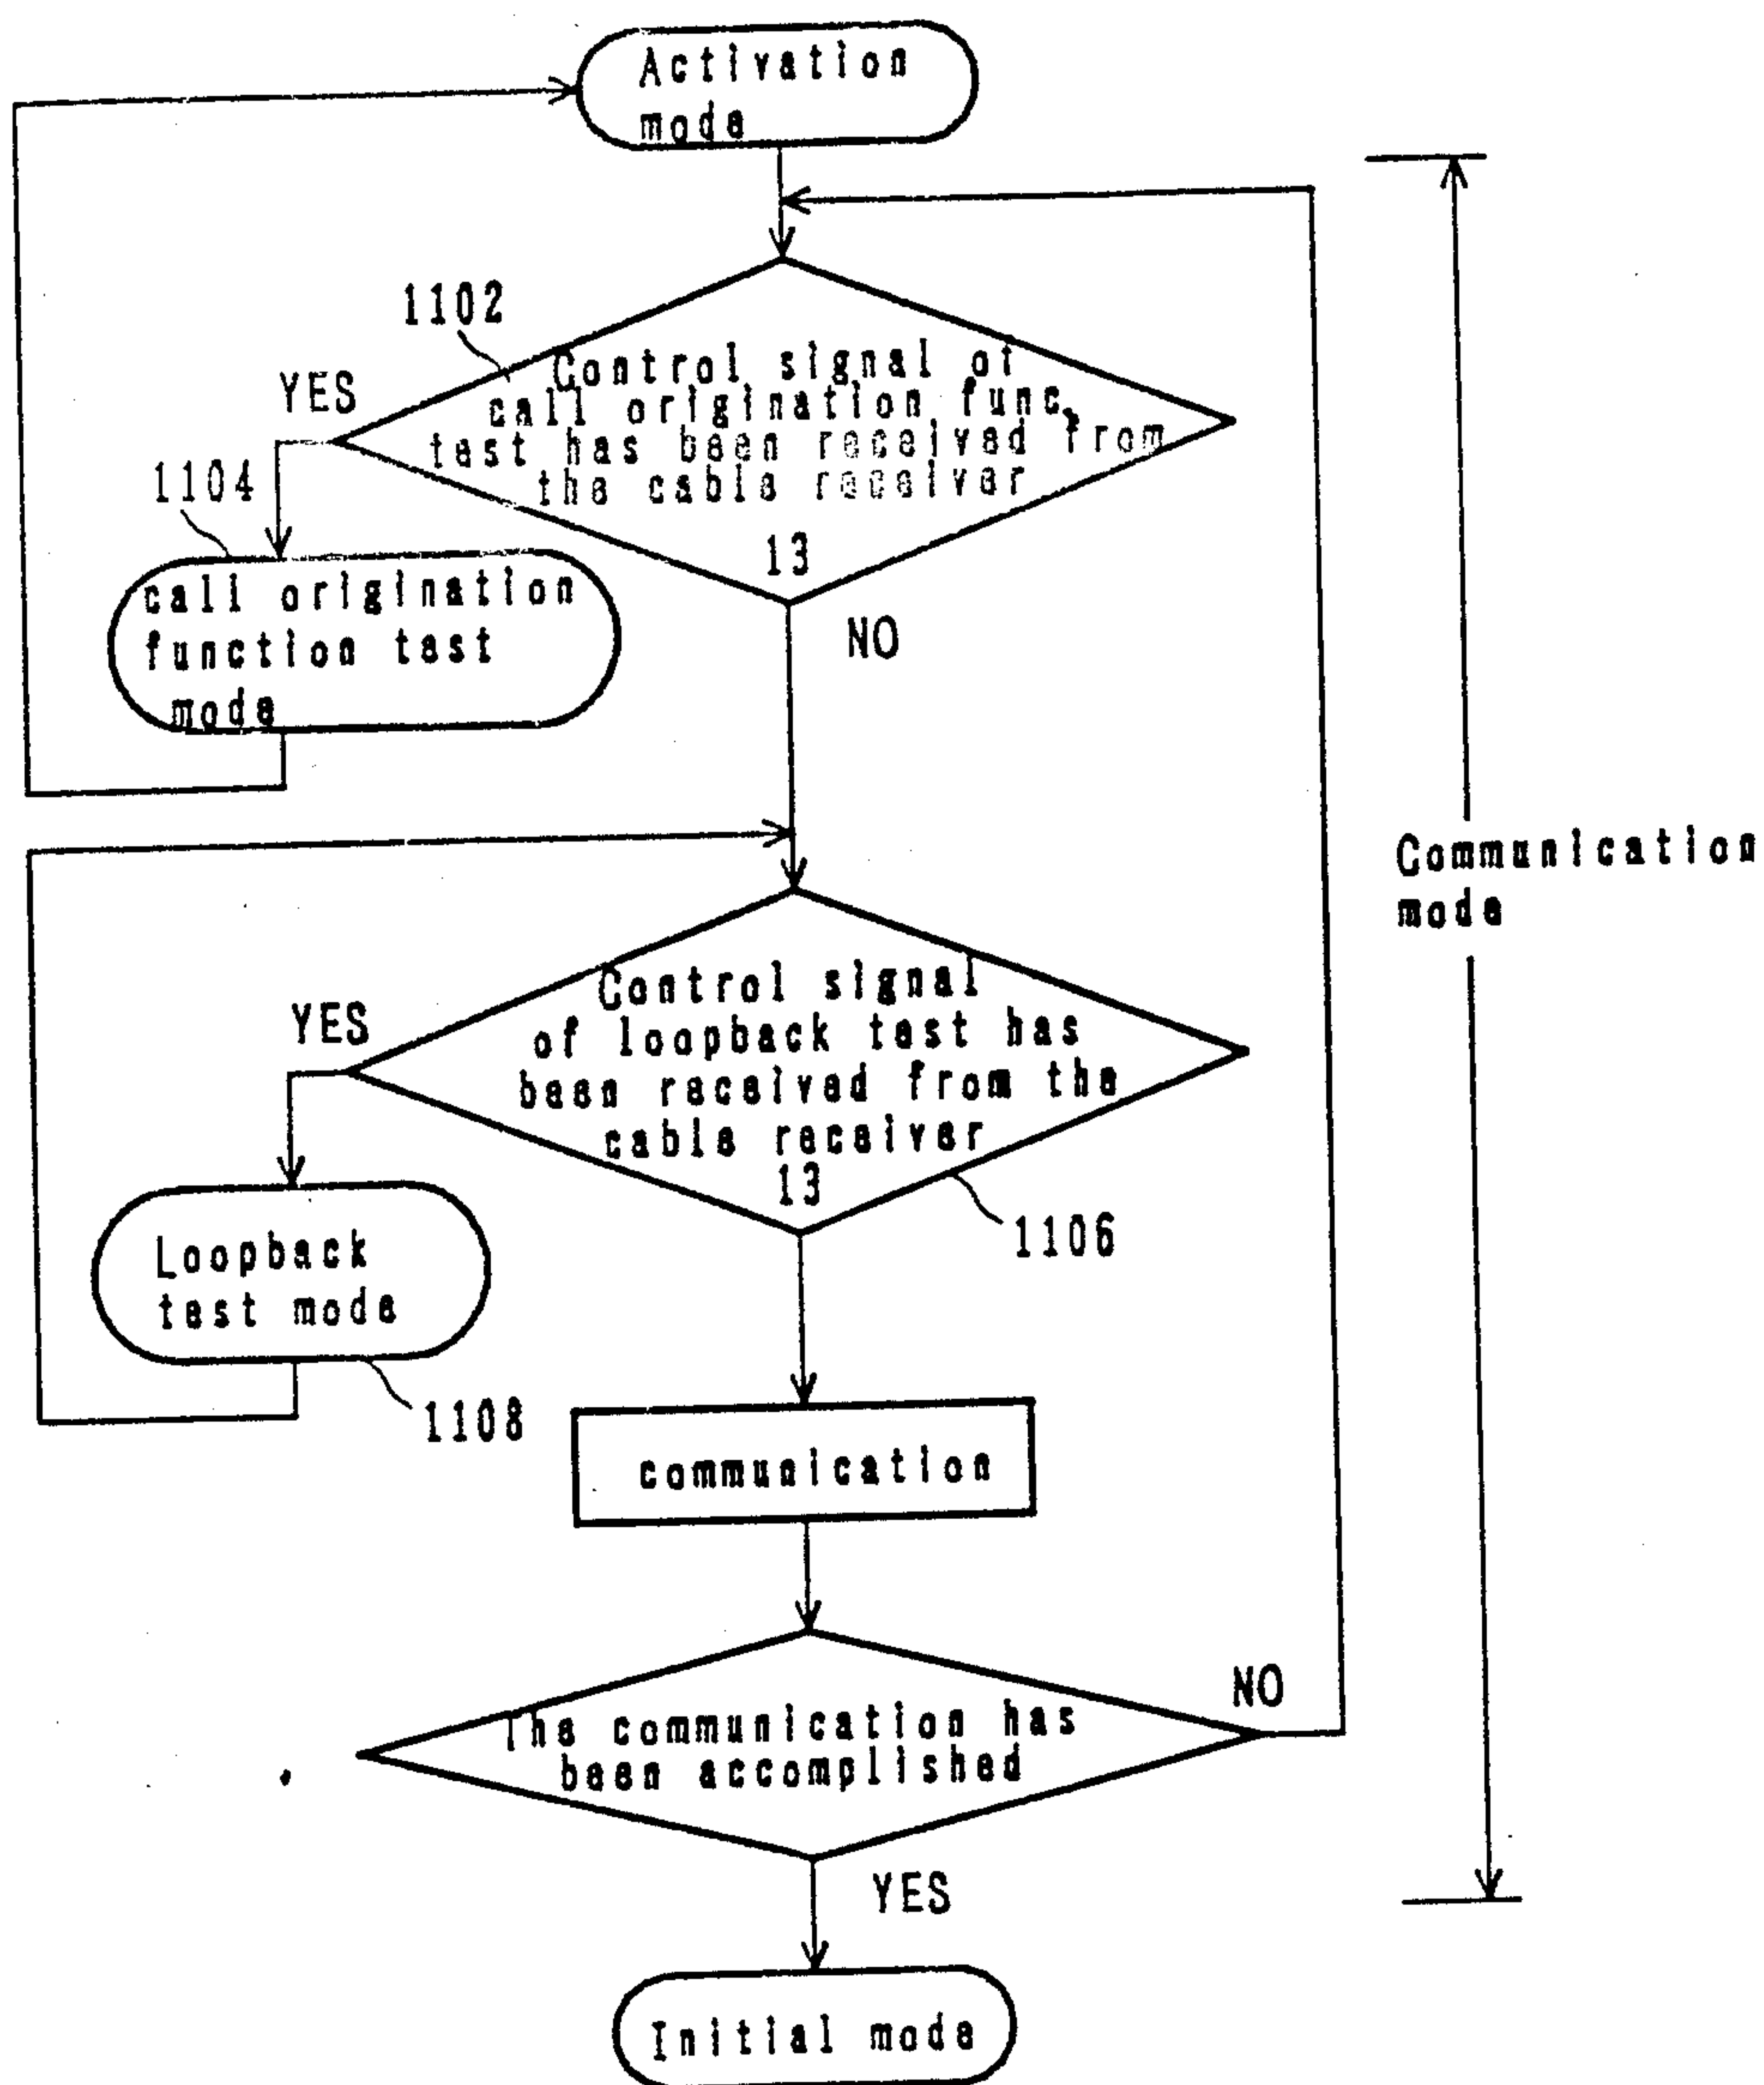 Activation
mode
1102
YES
Control signal of
call origination func.
test has been received from
the cable receiver
13
1104
call origination
function test
mode
NO
Communication
mode
YES
Control signal
of loopback test has
been received from the
cable receiver
13
1106
Loopback
test mode
1108
communication
NO
The communication has
been accomplished
YES
Initial mode